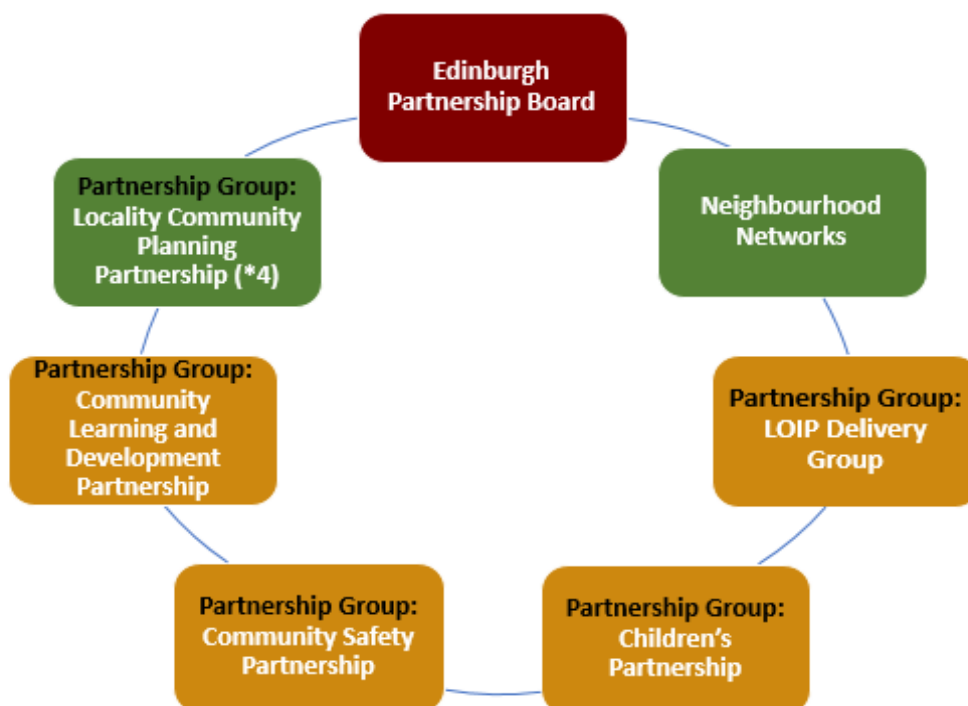 Edinburgh
Partnership Board
Neighbourhood
Networks
Partnership Group:
LOIP Delivery
Group
Partnership Group:
Children’s
Partnership
Partnership Group:
Community Safety
Partnership
Partnership Group:
Community
Learning and
Development
Partnership
Partnership Group:
Locality Community
Planning
Partnership (*4)